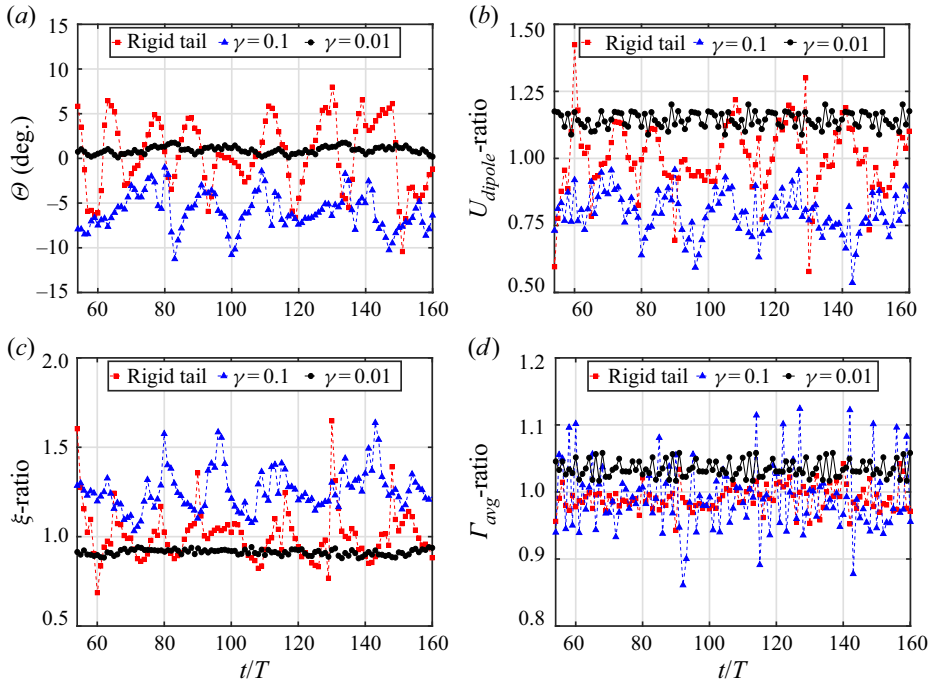 (a)
Rigid tail γ = 0.1 γ = 0.01
Θ (deg.)
15
10
5
0
−5
−10
−15
60 80 100 120 140 160
(b)
Rigid tail γ = 0.1 γ = 0.01
U_dipole-ratio
1.50
1.25
1.00
0.75
0.50
60 80 100 120 140 160
(c)
Rigid tail γ = 0.1 γ = 0.01
ξ-ratio
2.0
1.5
1.0
0.5
60 80 100 120 140 160
t/T
(d)
Rigid tail γ = 0.1 γ = 0.01
Γ_avg-ratio
1.2
1.1
1.0
0.9
0.8
60 80 100 120 140 160
t/T